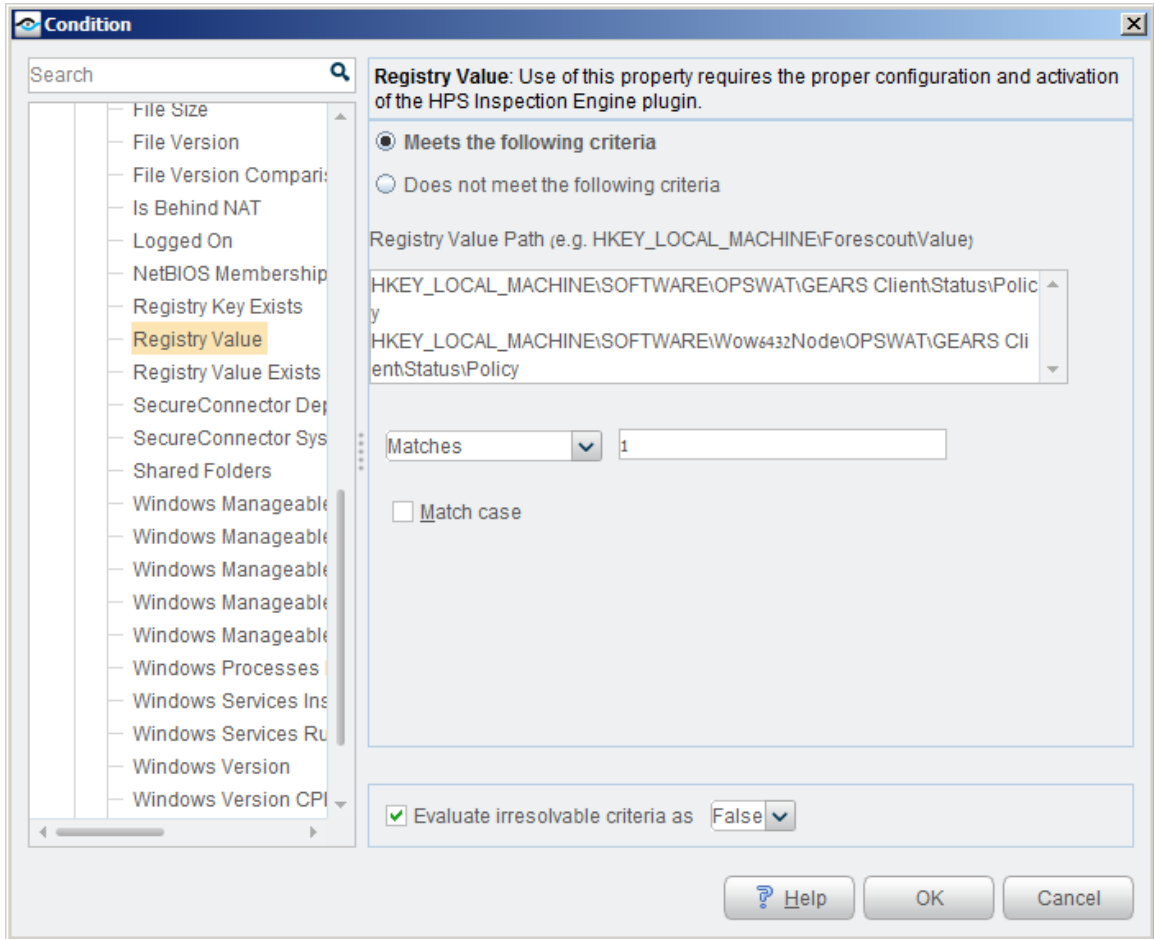 Condition
Search
File Size
File Version
File Version Comparis
Is Behind NAT
Logged On
NetBIOS Membership
Registry Key Exists
Registry Value
Registry Value Exists
SecureConnector Dep
SecureConnector Sys
Shared Folders
Windows Manageable
Windows Manageable
Windows Manageable
Windows Manageable
Windows Manageable
Windows Processes
Windows Services Ins
Windows Services Ru
Windows Version
Windows Version CPE
Registry Value: Use of this property requires the proper configuration and activation
of the HPS Inspection Engine plugin.
Meets the following criteria
Does not meet the following criteria
Registry Value Path (e.g. HKEY_LOCAL_MACHINE\Forescout\Value)
HKEY_LOCAL_MACHINE\SOFTWARE\OPSWAT\GEARS Client\Status\Polic
y
HKEY_LOCAL_MACHINE\SOFTWARE\Wow6432Node\OPSWAT\GEARS Cli
ent\Status\Policy
Matches
1
Match case
Evaluate irresolvable criteria as False
Help OK Cancel